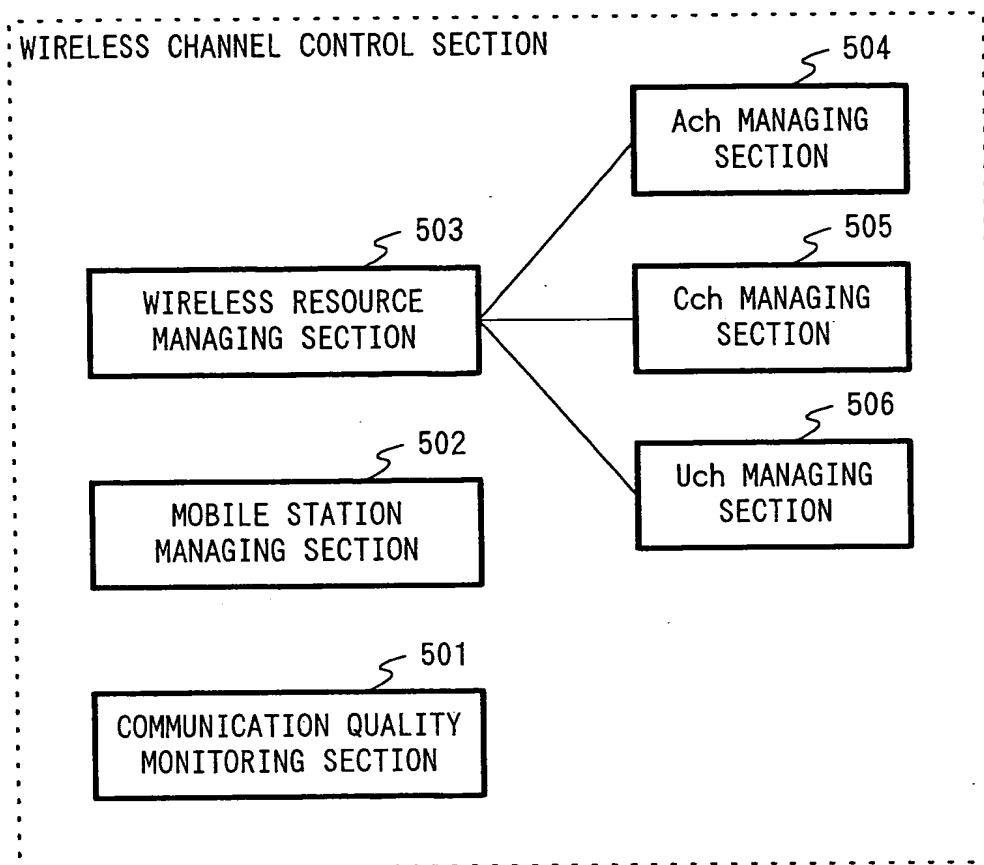 WIRELESS CHANNEL CONTROL SECTION
504
Ach MANAGING
SECTION
503
WIRELESS RESOURCE
MANAGING SECTION
505
Cch MANAGING
SECTION
502
MOBILE STATION
MANAGING SECTION
506
Uch MANAGING
SECTION
501
COMMUNICATION QUALITY
MONITORING SECTION